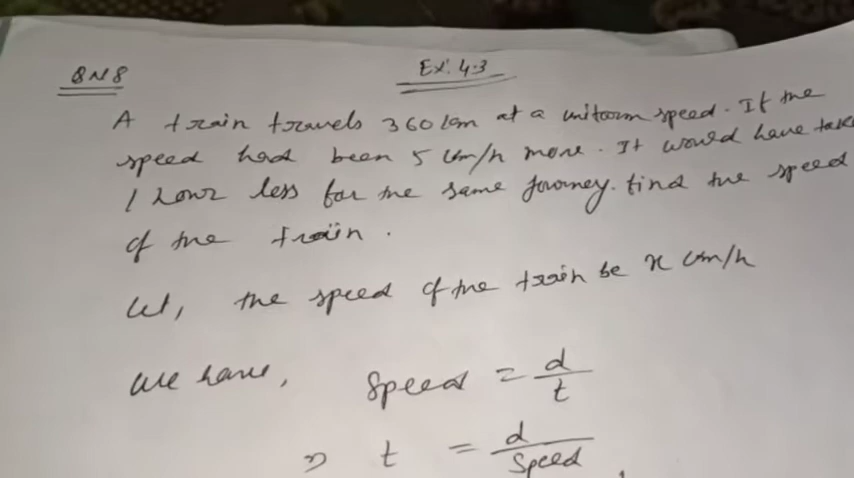 QN8
Ex: 4.3
A train travels 360 km at a uniform speed. If the
speed had been 5 km/h more. It would have take
1 hour less for the same journey. find the speed
of the train.
Let, the speed of the train be x km/h
We have, Speed = d/t
⇒ t = d/Speed